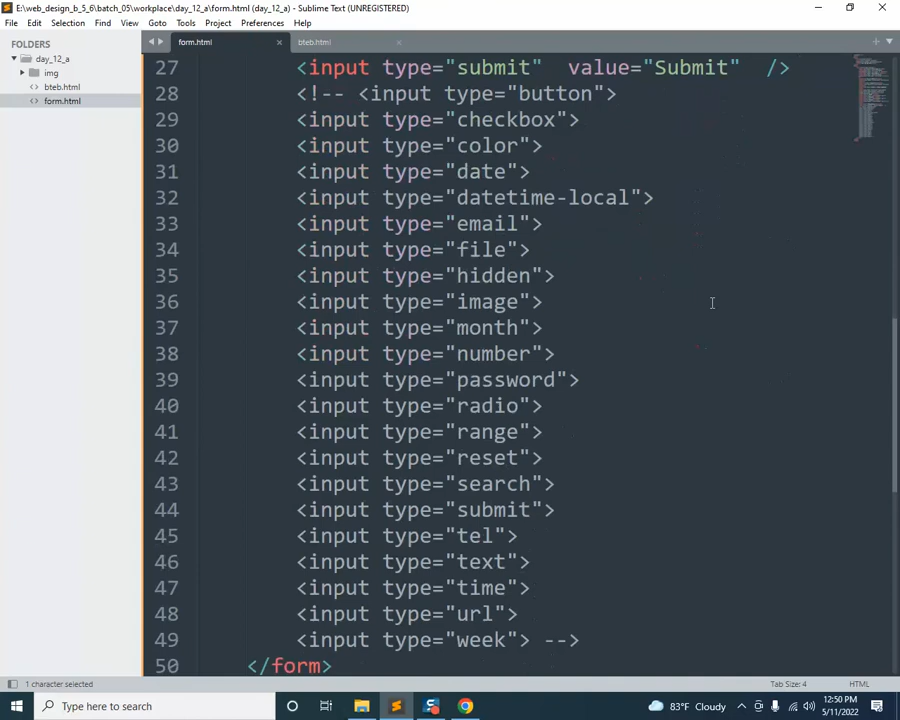 E:\web_design_b_5_6\batch_05\workplace\day_12_a\form.html (day_12_a) - Sublime Text (UNREGISTERED)
File Edit Selection Find View Goto Tools Project Preferences Help
FOLDERS
day_12_a
img
bteb.html
form.html
form.html
bteb.html
27 <input type="submit" value="Submit" />
28 <!-- <input type="button">
29 <input type="checkbox">
30 <input type="color">
31 <input type="date">
32 <input type="datetime-local">
33 <input type="email">
34 <input type="file">
35 <input type="hidden">
36 <input type="image">
37 <input type="month">
38 <input type="number">
39 <input type="password">
40 <input type="radio">
41 <input type="range">
42 <input type="reset">
43 <input type="search">
44 <input type="submit">
45 <input type="tel">
46 <input type="text">
47 <input type="time">
48 <input type="url">
49 <input type="week"> -->
50 </form>
1 character selected
Tab Size: 4
HTML
Type here to search
83°F Cloudy
12:50 PM
5/11/2022